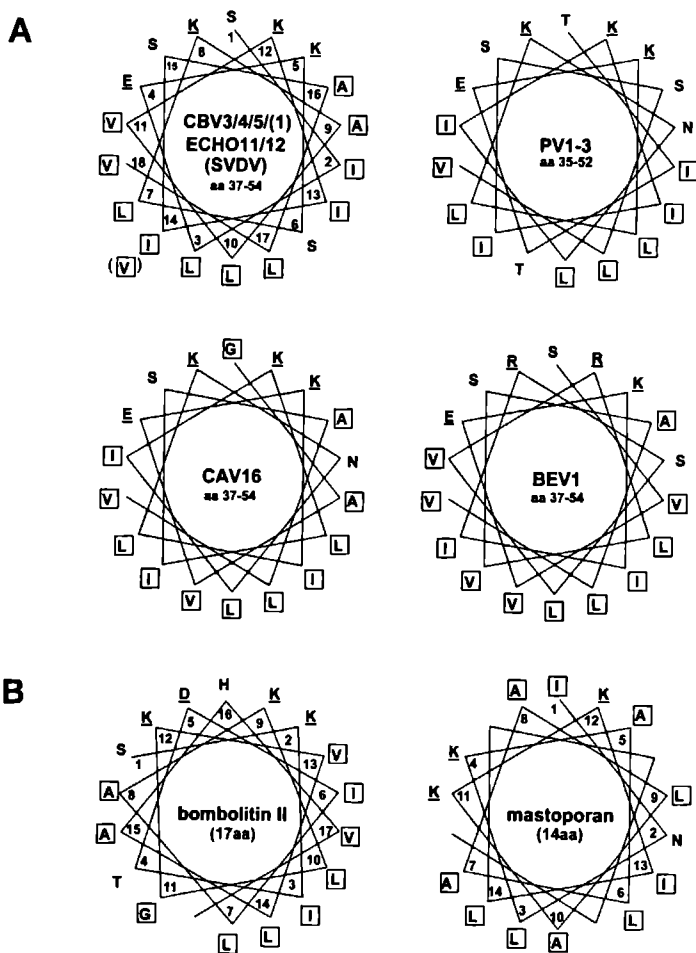 A
S
K K
S 1 K
8 12
15 5
E A
4 16
V A
11 9
CBV3/4/5/(1)
ECHO11/12
(SVDV)
aa 37-54
V I
18 2
L I
7 13
I S
14 6
(V) L L L
3 10 17
T
K K
S K
E S
I N
PV1-3
aa 35-52
V I
L I
I L
T L L
G
K K
S K
E A
I N
CAV16
aa 37-54
V A
L L
I I
V L L
S
R R
S K
E A
V S
BEV1
aa 37-54
V V
I L
V I
V L L
B
H
D K
K 16 K
5 9
12 2
S V
1 13
A I
8 6
bombolitin II
(17aa)
A V
15 17
T L
4 10
G I
11 3
L L
7 14
I
A K
1
8 12 A
K 5
4
K L
11 9
mastoporan
(14aa)
N
2
A I
7 13
L L
14 6
L A
3 10